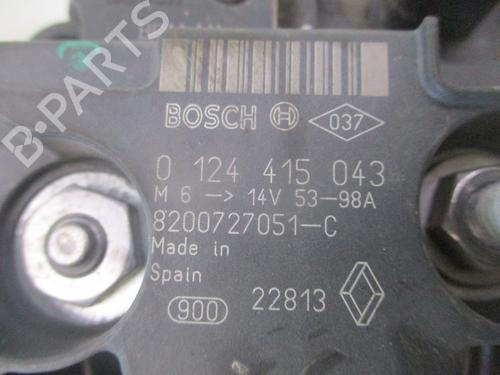 BOSCH 037
0 124 415 043
M 6 -> 14V 53-98A
8200727051-C
Made in
Spain
900 22813
B-PARTS